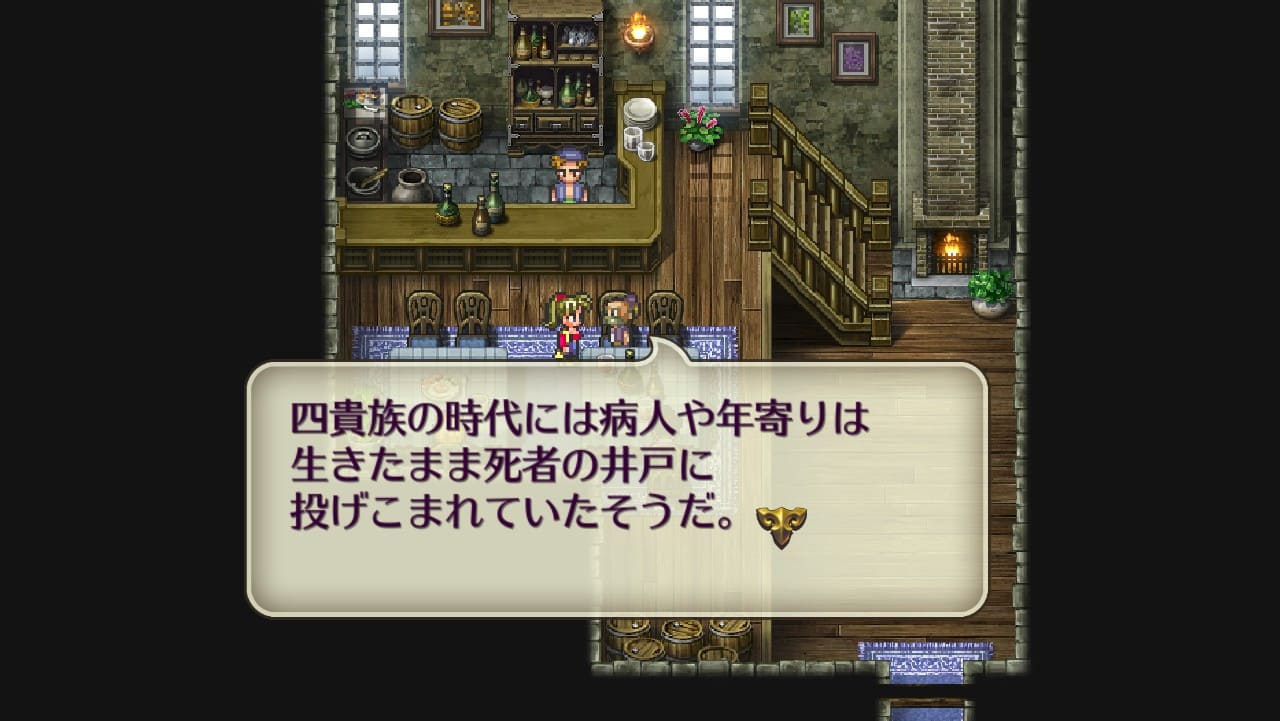 四貴族の時代には病人や年寄りは
生きたまま死者の井戸に
投げこまれていたそうだ。